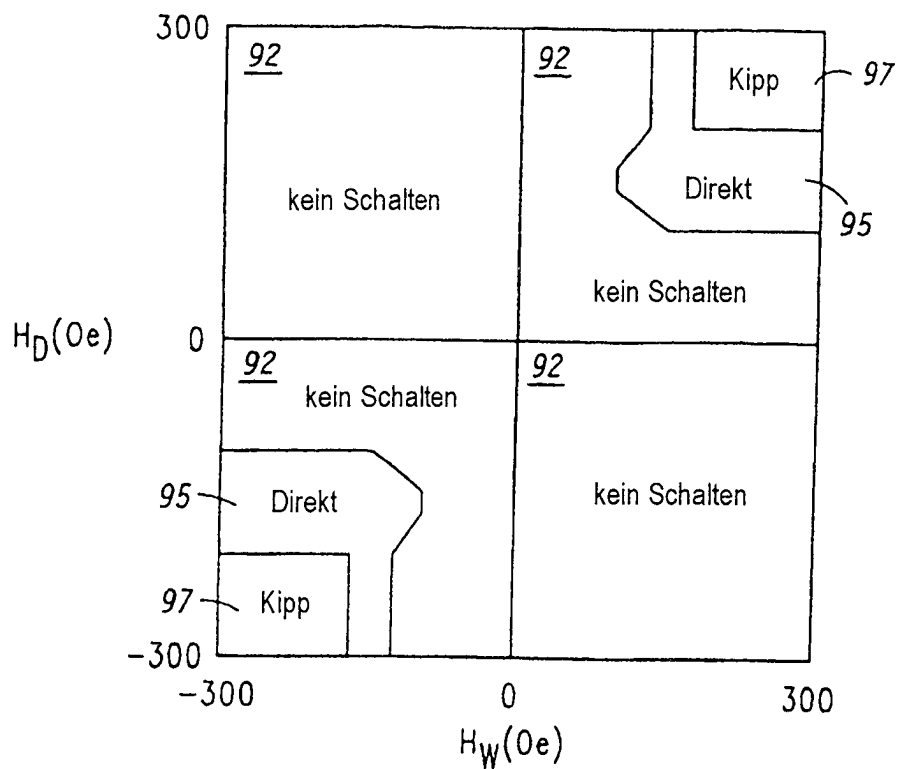 300
92
92
Kipp
97
kein Schalten
Direkt
95
kein Schalten
H_D(Oe)
0
92
92
kein Schalten
95
Direkt
kein Schalten
97
Kipp
-300
-300
0
300
H_W(Oe)